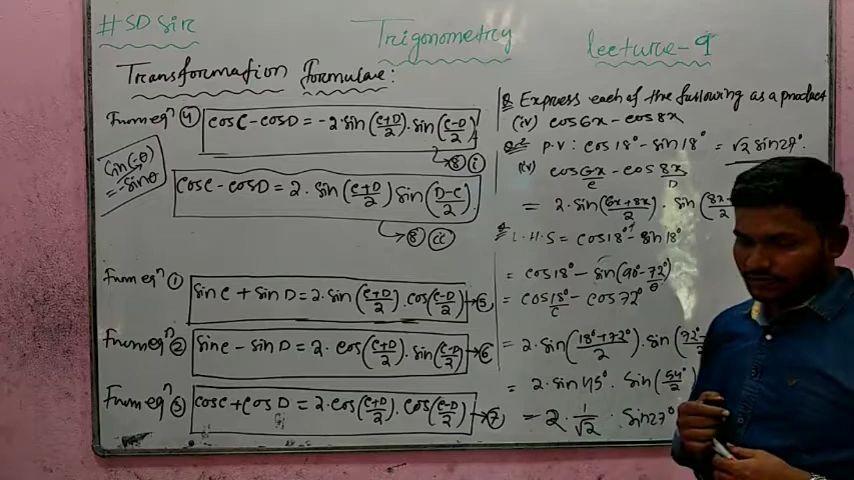 #SD Sir
Trigonometry
lecture-9
Transformation formulae:
From eqⁿ ④ cosC-cosD=-2·sin(C+D/2)·sin(C-D/2)
→⑧(i)
sin(-θ)
=-sinθ
cosC-cosD=2·sin(C+D/2)sin(D-C/2).
→⑧(ii)
From eqⁿ ① sinC+sinD=2·sin(C+D/2)·cos(C-D/2)→⑤
From eqⁿ ② sinC-sinD=2·cos(C+D/2)·sin(C-D/2)→⑥
From eqⁿ ③ cosC+cosD=2·cos(C+D/2)·cos(C-D/2)→⑦
Q Express each of the following as a product
(iv) cos6x-cos8x
P.V: cos18°-sin18°=√2 sin27°.
(iv) cos6x-cos8x
C D
=2·sin(6x+8x/2)·sin(8x-
L.H.S=cos18°-sin18°
=cos18°-sin(90°-72°)
θ
=cos18°-cos72°
C D
=2·sin(18°+72°/2)·sin(72°-
=2·sin45°·sin(54°/2)
=2·1/√2·sin27°